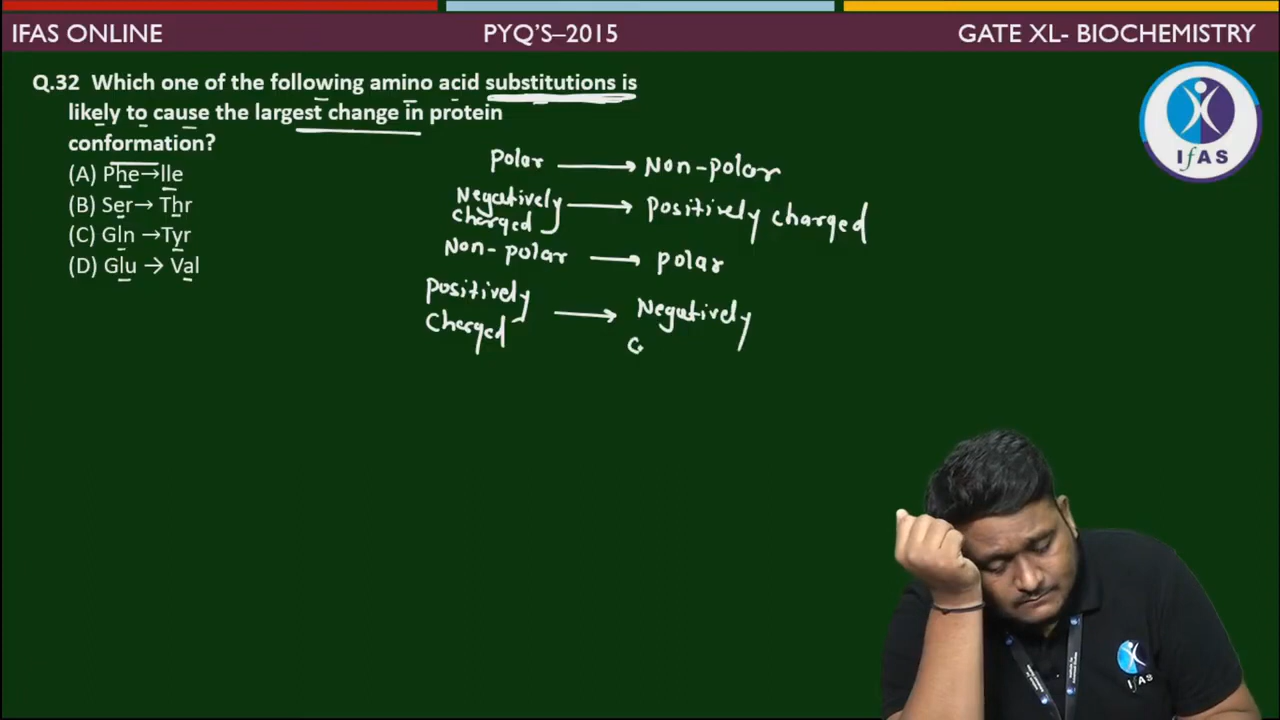 IFAS ONLINE
PYQ'S–2015
GATE XL- BIOCHEMISTRY
Q.32 Which one of the following amino acid substitutions is
likely to cause the largest change in protein
conformation?
(A) Phe→Ile
(B) Ser→ Thr
(C) Gln →Tyr
(D) Glu → Val
Polar → Non-polar
Negatively charged → Positively charged
Non-polar → polar
Positively Charged → Negatively
C
IfAS
IfAS